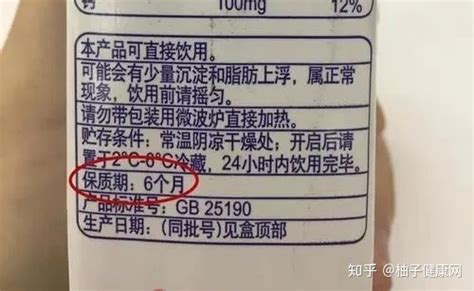 钙 100mg 12%
本产品可直接饮用。
可能会有少量沉淀和脂肪上浮，属正常
现象，饮用前请摇匀。
请勿带包装用微波炉直接加热。
贮存条件：常温阴凉干燥处；开启后请
置于2°C-6°C冷藏，24小时内饮用完毕。
保质期：6个月
产品标准号：GB 25190
生产日期：(同批号)见盒顶部
知乎 @柚子健康网